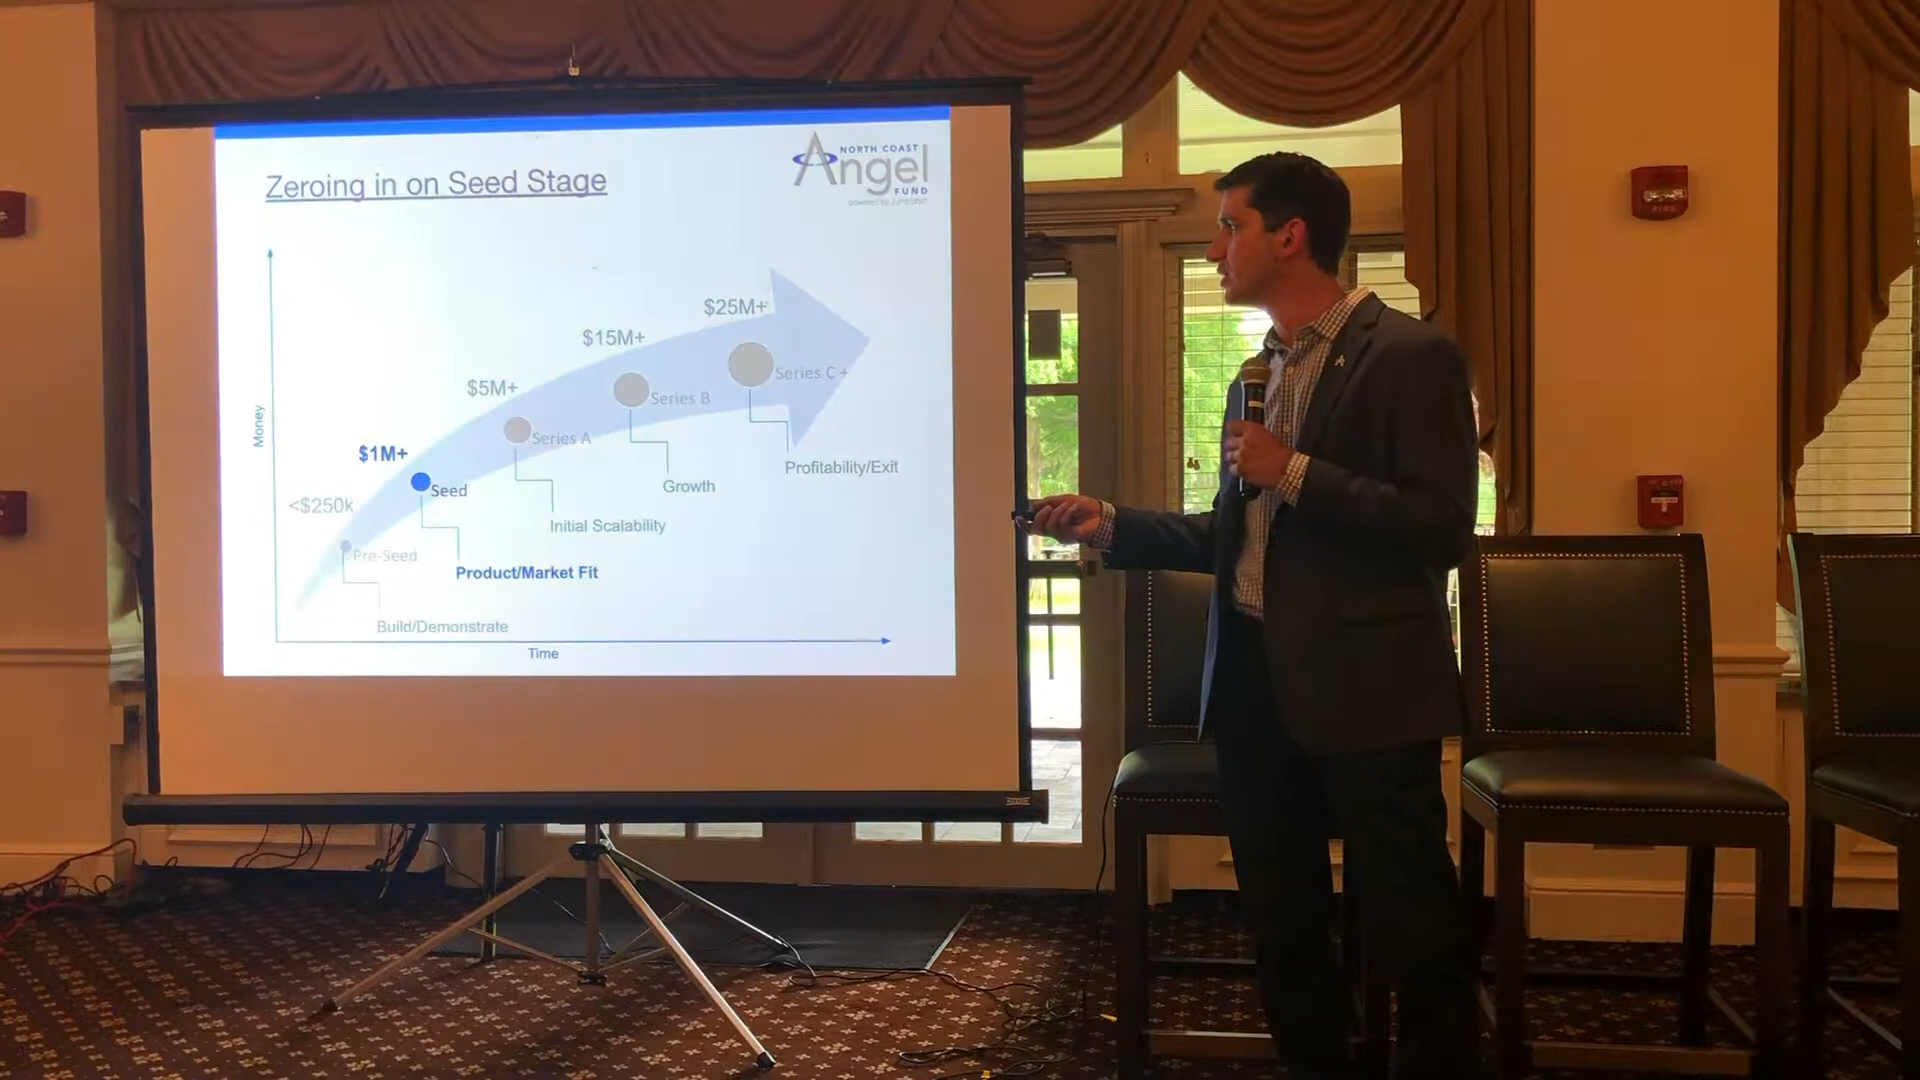 Zeroing in on Seed Stage
NORTH COAST
Angel
FUND
powered by JumpStart
$25M+
$15M+
Series C +
$5M+
Series B
Money
Series A
$1M+
Profitability/Exit
Seed
Growth
<$250k
Initial Scalability
Pre-Seed
Product/Market Fit
Build/Demonstrate
Time
FIRE